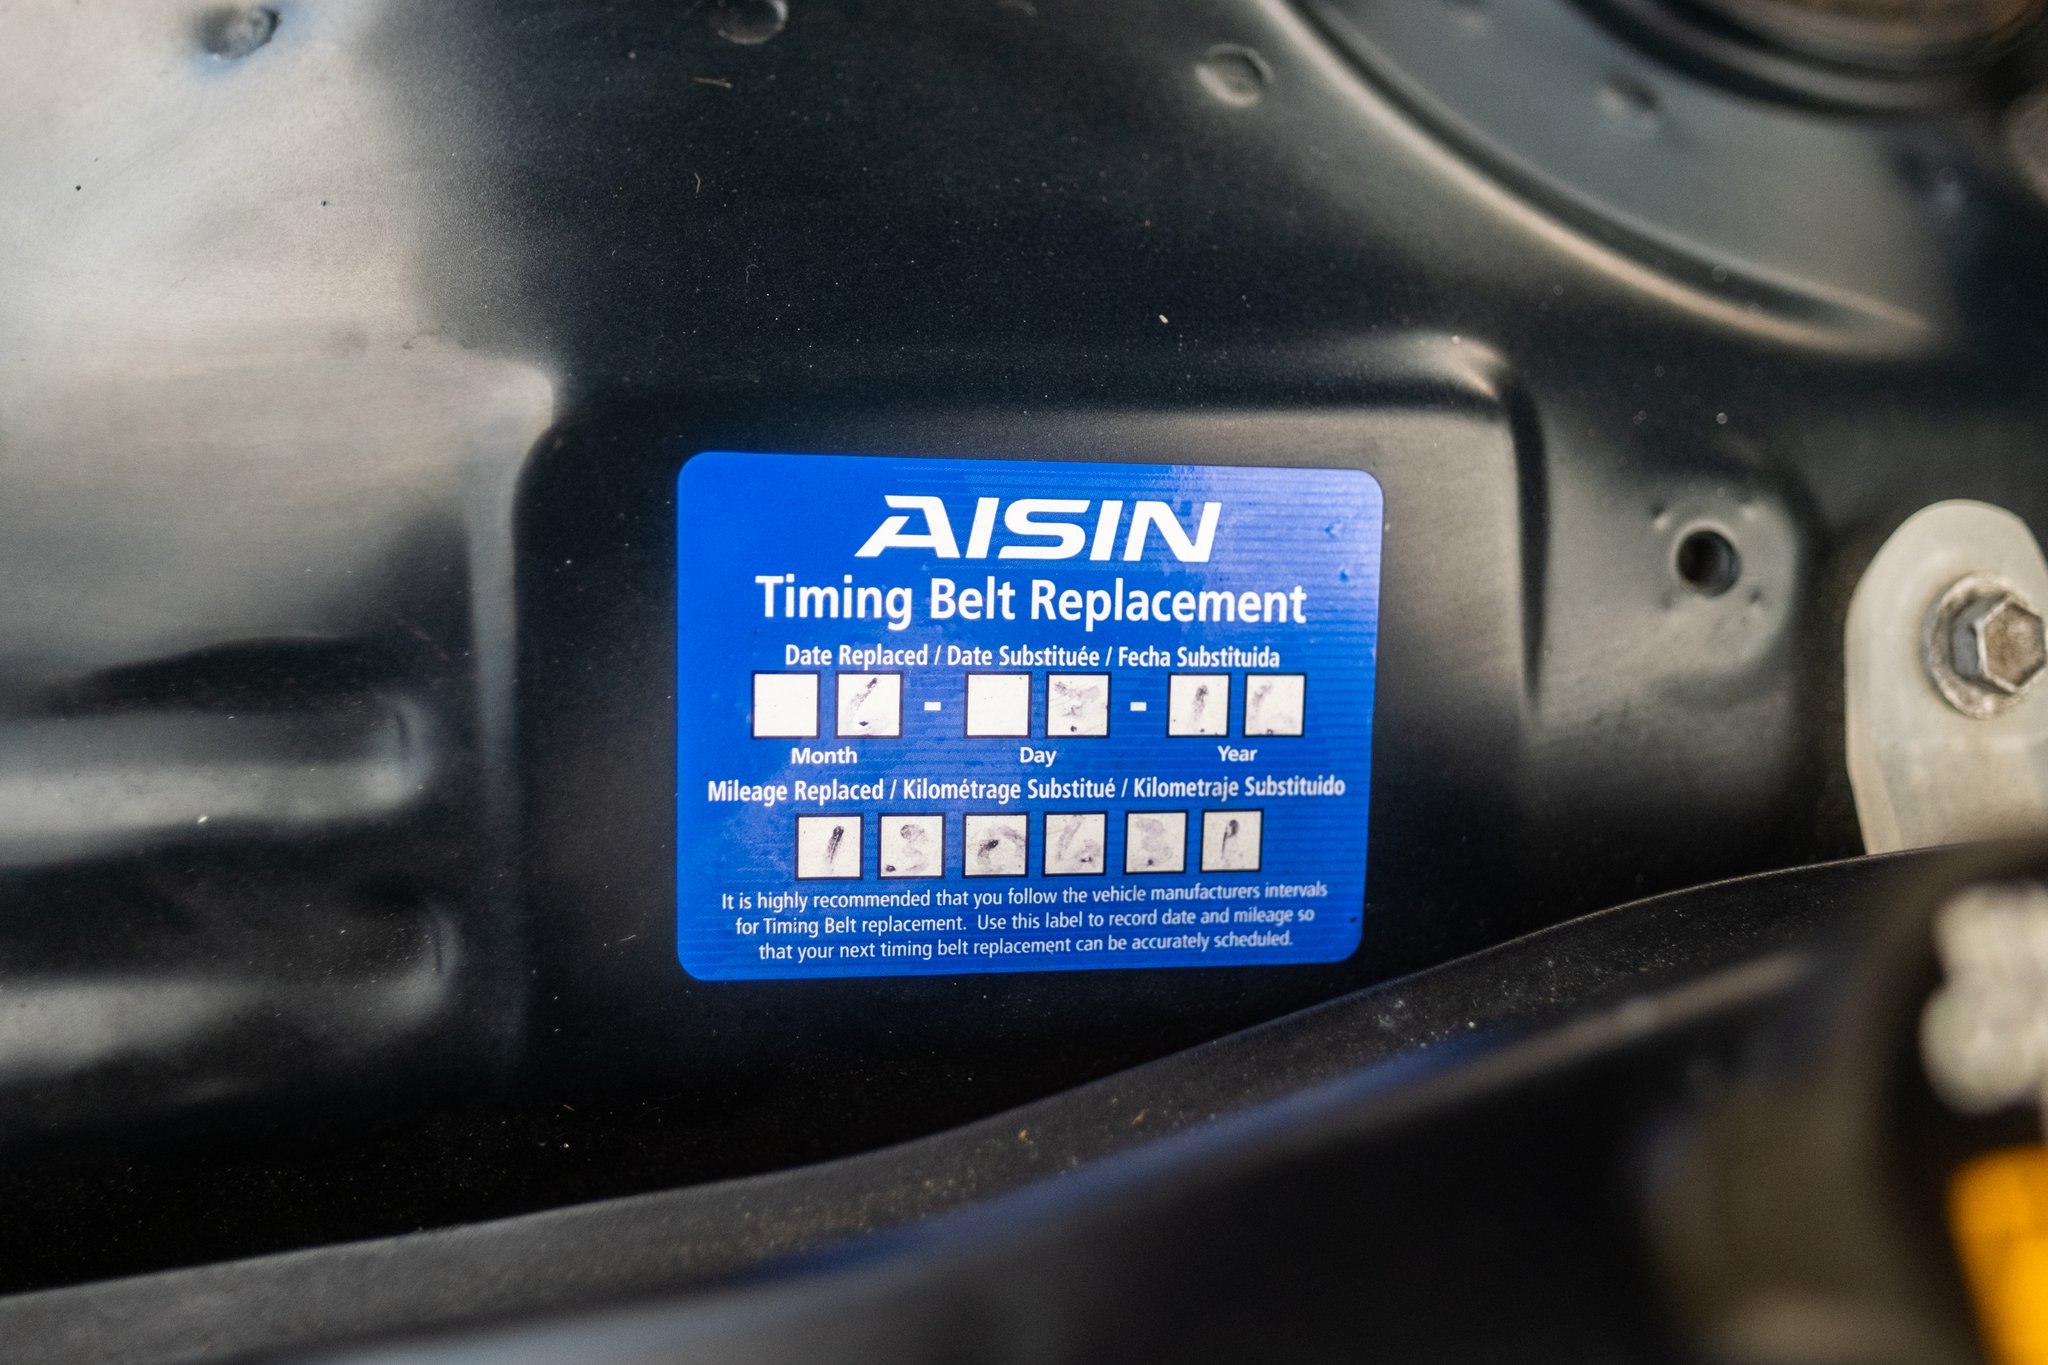 AISIN
Timing Belt Replacement
Date Replaced / Date Substituée / Fecha Substituida
- -
Month Day Year
Mileage Replaced / Kilométrage Substitué / Kilometraje Substituido
It is highly recommended that you follow the vehicle manufacturers intervals
for Timing Belt replacement. Use this label to record date and mileage so
that your next timing belt replacement can be accurately scheduled.